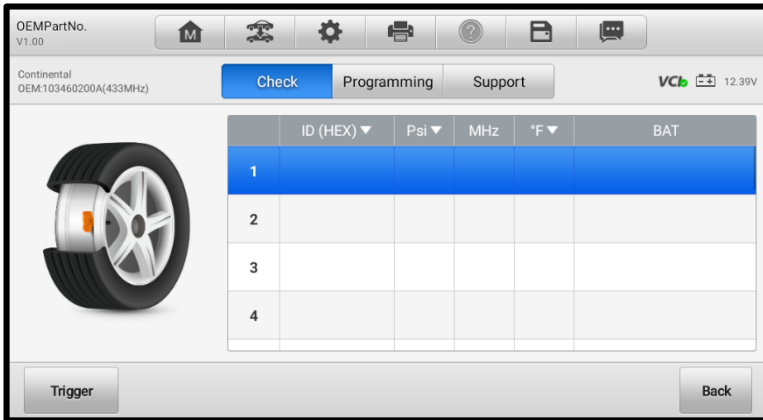 OEMPartNo.
V1.00
M
?
Continental
OEM:103460200A(433MHz)
Check Programming Support
VCI 12.39V
ID (HEX) ▼ Psi ▼ MHz °F ▼ BAT
1
2
3
4
Trigger Back